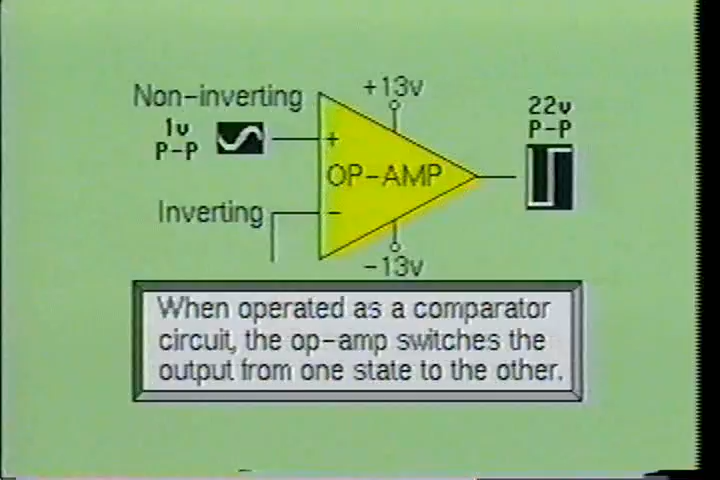 Non-inverting
+13v
22v
P-P
1v
P-P
+
OP-AMP
Inverting
-
-13v
When operated as a comparator
circuit, the op-amp switches the
output from one state to the other.